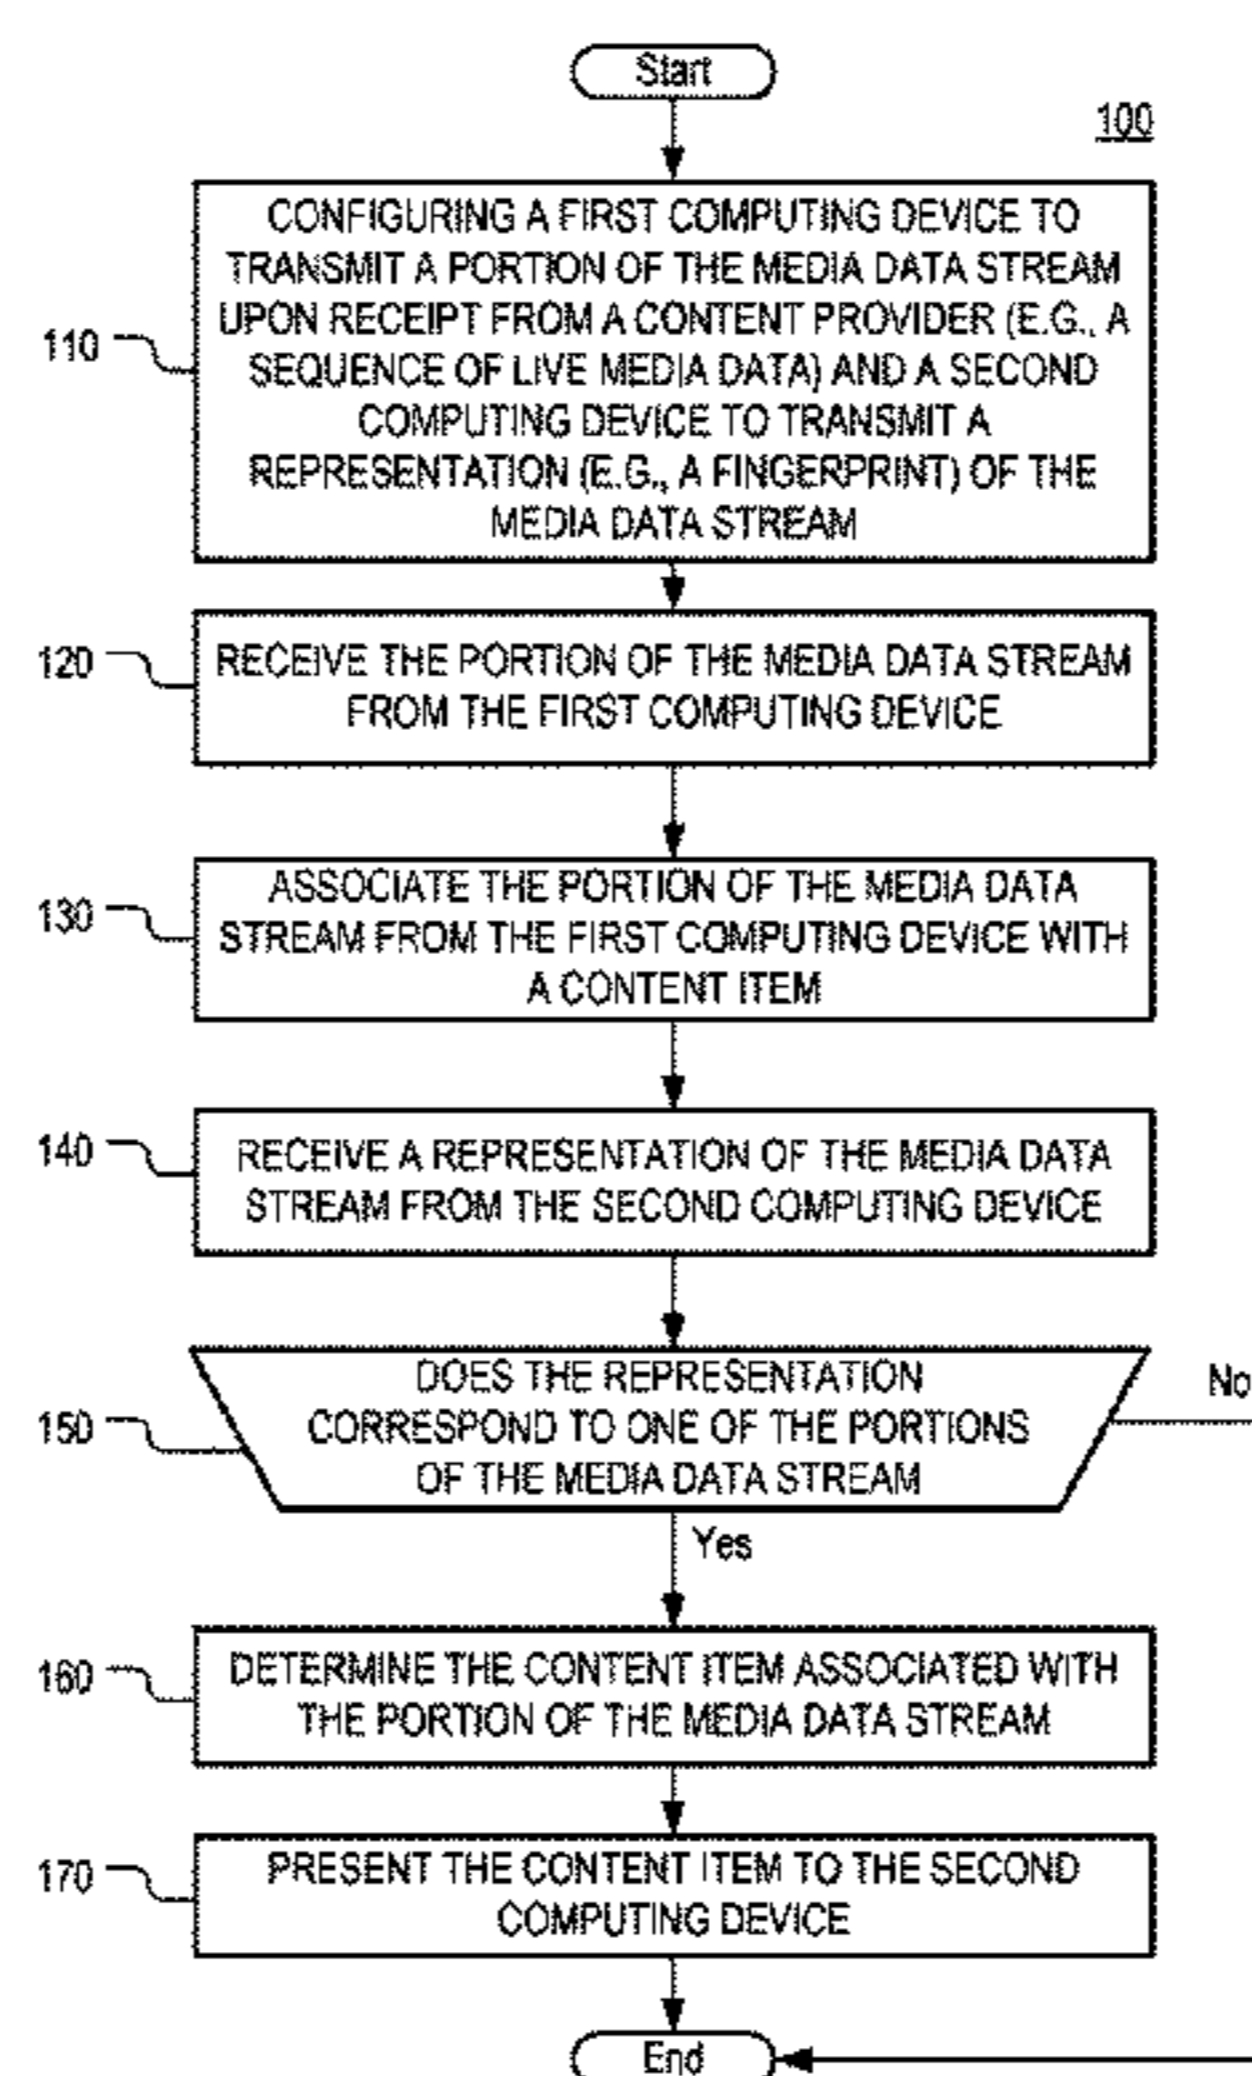 Start
100
CONFIGURING A FIRST COMPUTING DEVICE TO
TRANSMIT A PORTION OF THE MEDIA DATA STREAM
UPON RECEIPT FROM A CONTENT PROVIDER (E.G., A
SEQUENCE OF LIVE MEDIA DATA) AND A SECOND
COMPUTING DEVICE TO TRANSMIT A
REPRESENTATION (E.G., A FINGERPRINT) OF THE
MEDIA DATA STREAM
110
RECEIVE THE PORTION OF THE MEDIA DATA STREAM
FROM THE FIRST COMPUTING DEVICE
120
ASSOCIATE THE PORTION OF THE MEDIA DATA
STREAM FROM THE FIRST COMPUTING DEVICE WITH
A CONTENT ITEM
130
RECEIVE A REPRESENTATION OF THE MEDIA DATA
STREAM FROM THE SECOND COMPUTING DEVICE
140
DOES THE REPRESENTATION
CORRESPOND TO ONE OF THE PORTIONS
OF THE MEDIA DATA STREAM
150
No
Yes
DETERMINE THE CONTENT ITEM ASSOCIATED WITH
THE PORTION OF THE MEDIA DATA STREAM
160
PRESENT THE CONTENT ITEM TO THE SECOND
COMPUTING DEVICE
170
End